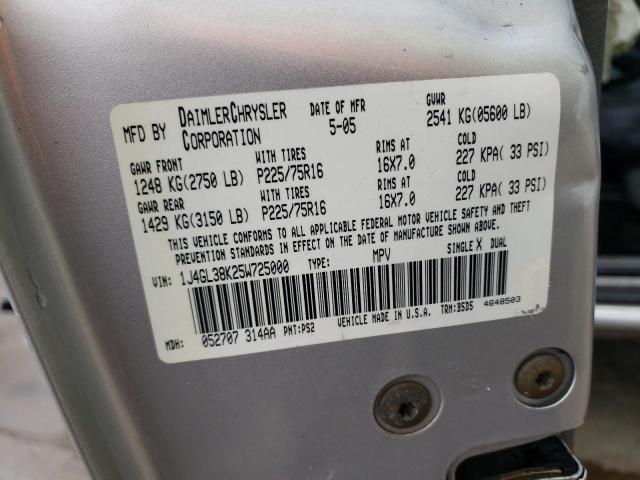 MFD BY DAIMLERCHRYSLER CORPORATION DATE OF MFR 5-05 GVWR 2541 KG(05600 LB)
GAWR FRONT WITH TIRES RIMS AT COLD
1248 KG(2750 LB) P225/75R16 16X7.0 227 KPA( 33 PSI)
GAWR REAR WITH TIRES RIMS AT COLD
1429 KG(3150 LB) P225/75R16 16X7.0 227 KPA( 33 PSI)
THIS VEHICLE CONFORMS TO ALL APPLICABLE FEDERAL MOTOR VEHICLE SAFETY AND THEFT
PREVENTION STANDARDS IN EFFECT ON THE DATE OF MANUFACTURE SHOWN ABOVE.
VIN: 1J4GL38K25W725000 TYPE: MPV SINGLE X DUAL
MDH: 052707 314AA PNT:PS2 VEHICLE MADE IN U.S.A. TRM:B5DS 4648503